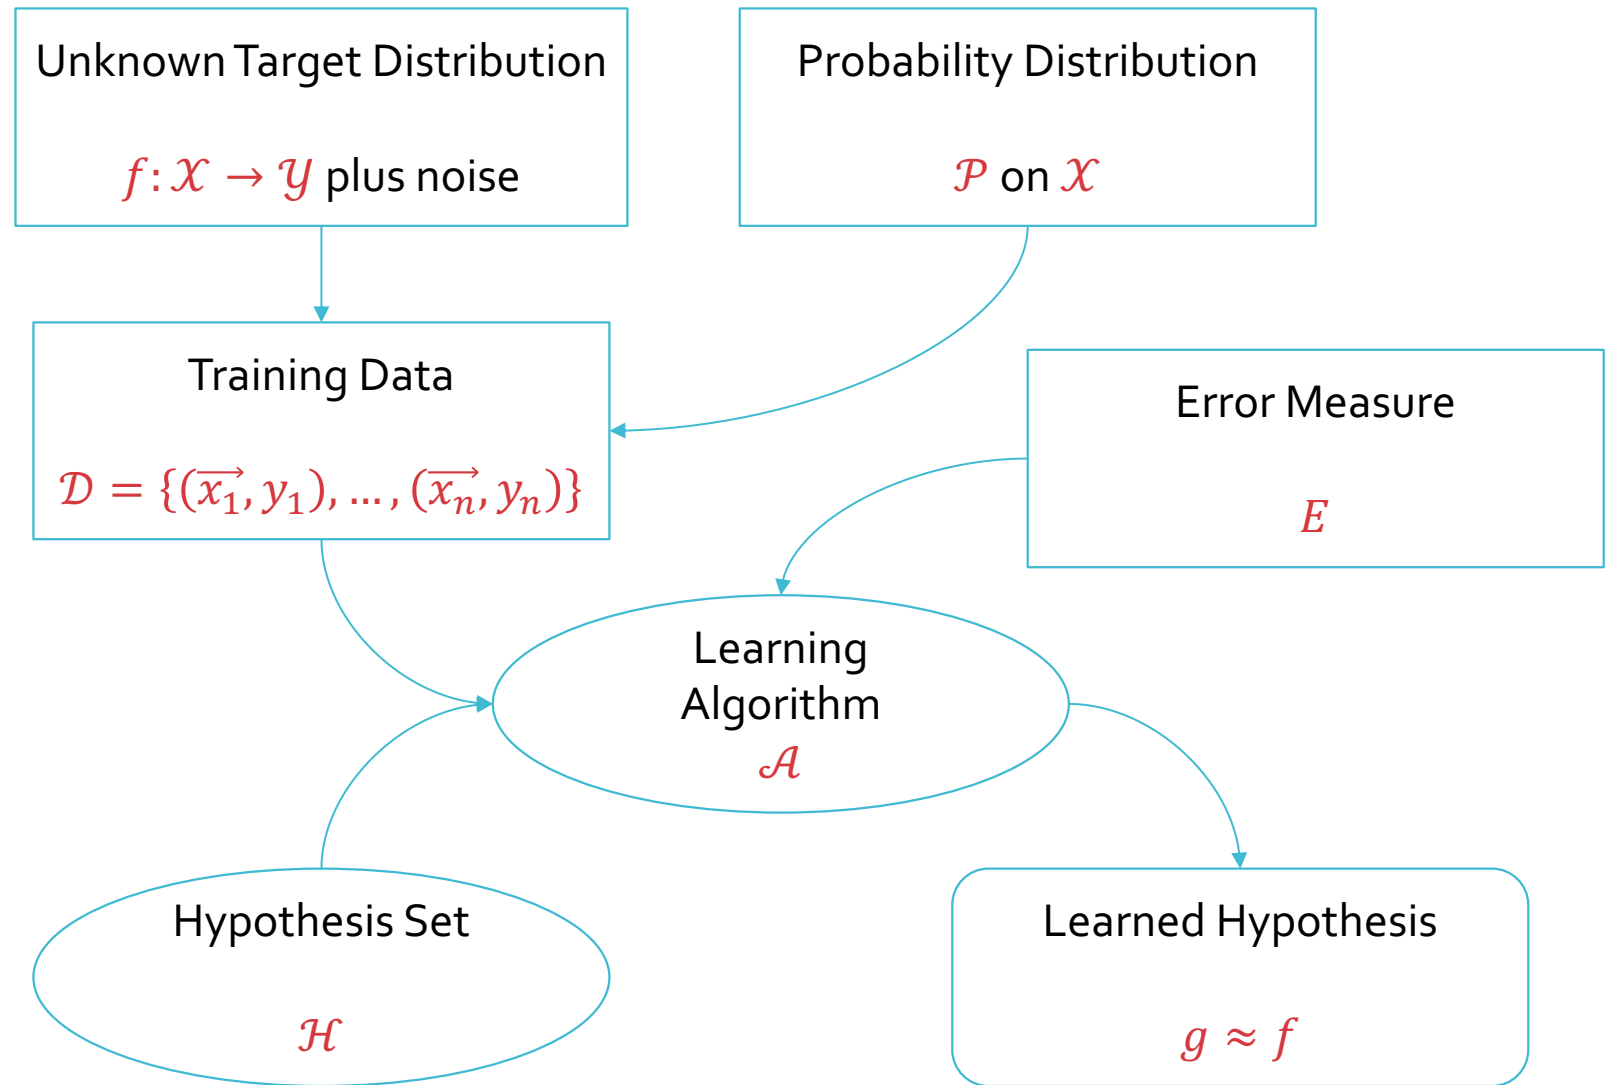 Unknown Target Distribution
𝑓: 𝒳 → 𝒴 plus noise
Probability Distribution
𝒫 on 𝒳
Training Data
𝒟 = {(x⃗₁, y₁), … , (x⃗ₙ, yₙ)}
Error Measure
𝐸
Learning
Algorithm
𝒜
Hypothesis Set
ℋ
Learned Hypothesis
𝑔 ≈ 𝑓